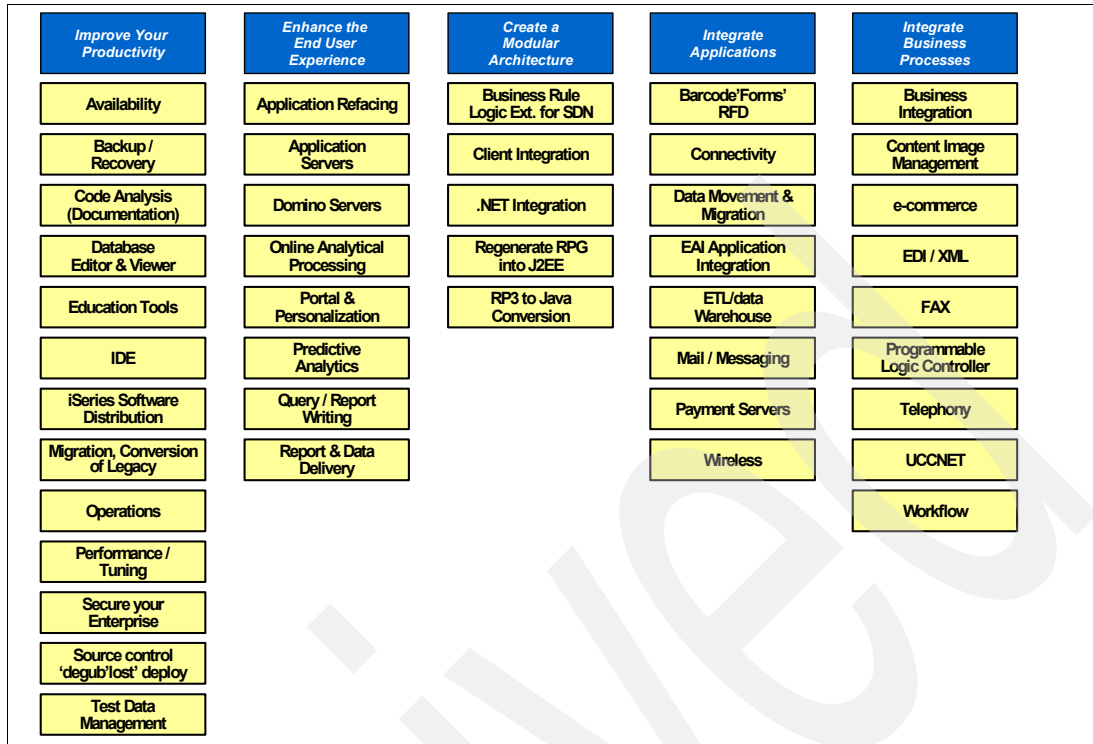 Improve Your
Productivity
Availability
Backup /
Recovery
Code Analysis
(Documentation)
Database
Editor & Viewer
Education Tools
IDE
iSeries Software
Distribution
Migration, Conversion
of Legacy
Operations
Performance /
Tuning
Secure your
Enterprise
Source control
‘degub’lost’ deploy
Test Data
Management
Enhance the
End User
Experience
Application Refacing
Application
Servers
Domino Servers
Online Analytical
Processing
Portal &
Personalization
Predictive
Analytics
Query / Report
Writing
Report & Data
Delivery
Create a
Modular
Architecture
Business Rule
Logic Ext. for SDN
Client Integration
.NET Integration
Regenerate RPG
into J2EE
RP3 to Java
Conversion
Integrate
Applications
Barcode’Forms’
RFD
Connectivity
Data Movement &
Migration
EAI Application
Integration
ETL/data
Warehouse
Mail / Messaging
Payment Servers
Wireless
Integrate
Business
Processes
Business
Integration
Content Image
Management
e-commerce
EDI / XML
FAX
Programmable
Logic Controller
Telephony
UCCNET
Workflow